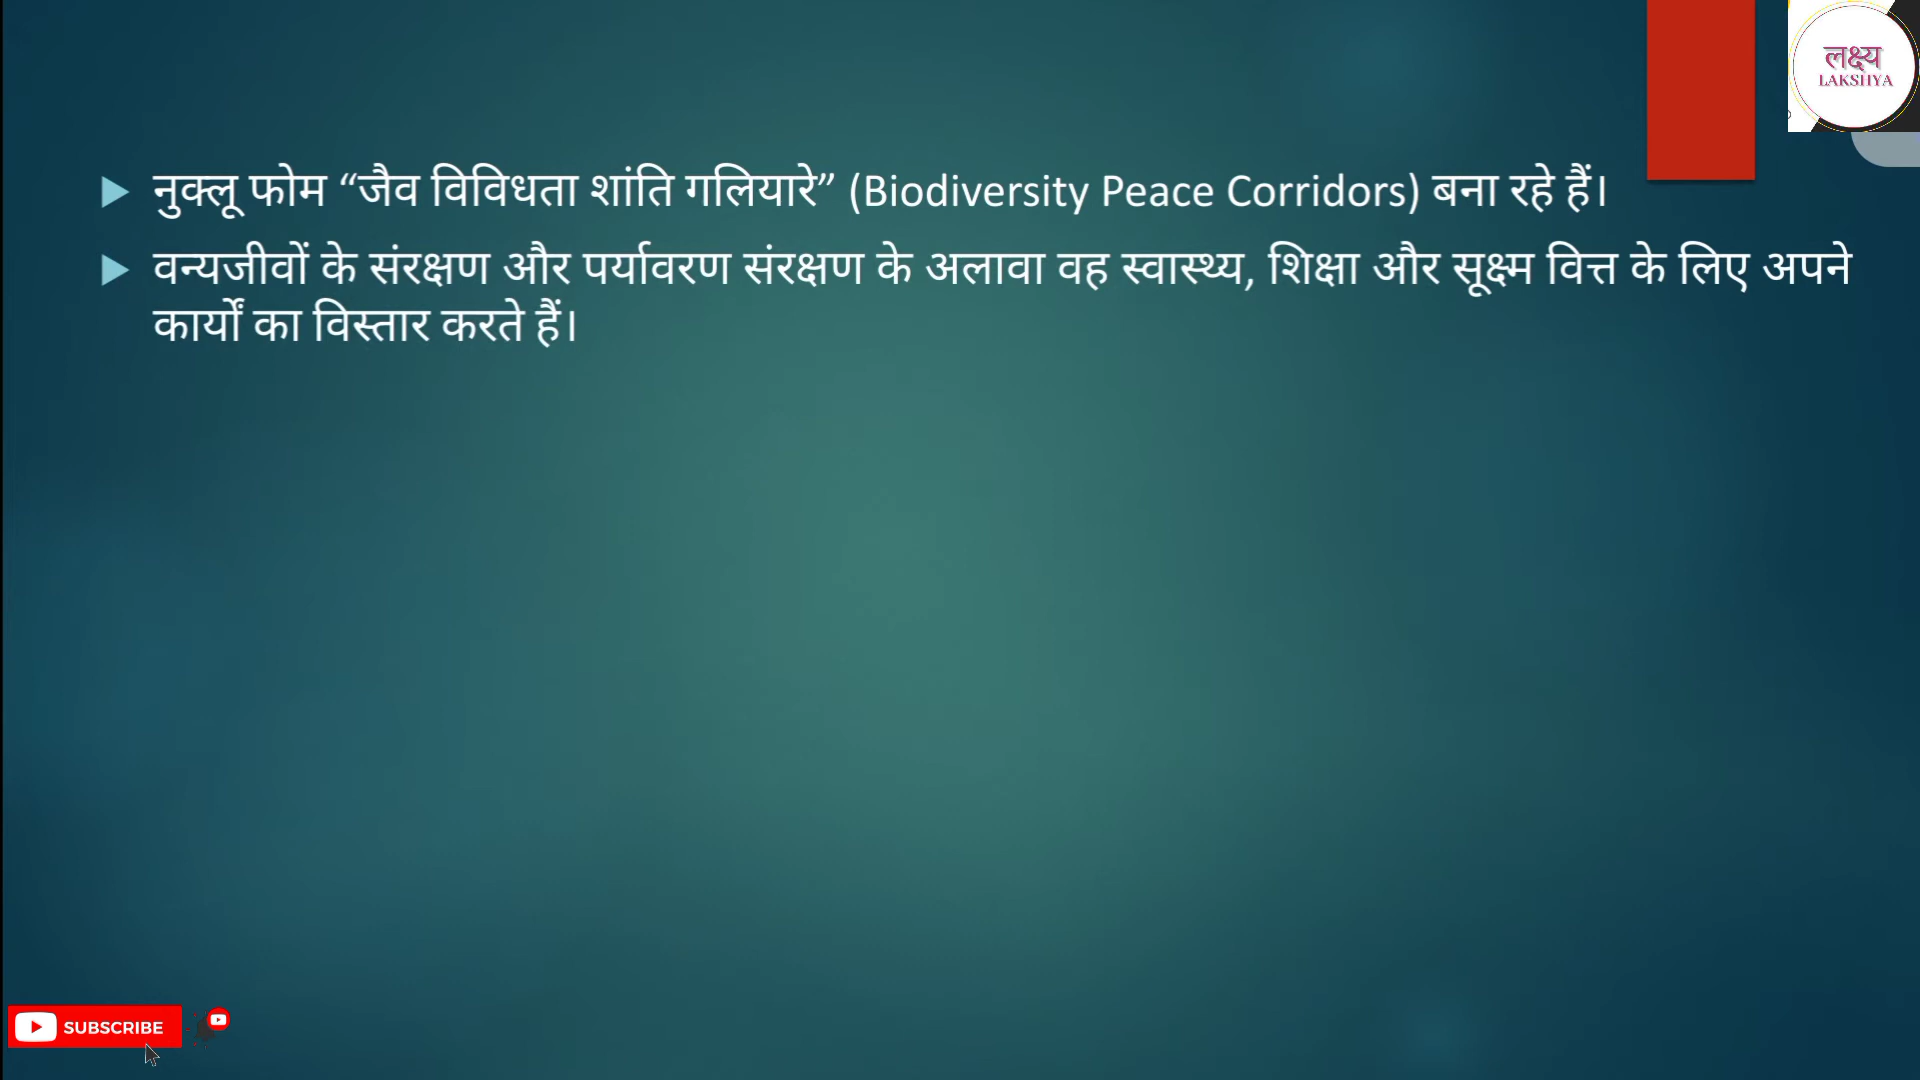 लक्ष्य
LAKSHYA
नुक्लू फोम “जैव विविधता शांति गलियारे” (Biodiversity Peace Corridors) बना रहे हैं।
वन्यजीवों के संरक्षण और पर्यावरण संरक्षण के अलावा वह स्वास्थ्य, शिक्षा और सूक्ष्म वित्त के लिए अपने
कार्यों का विस्तार करते हैं।
SUBSCRIBE